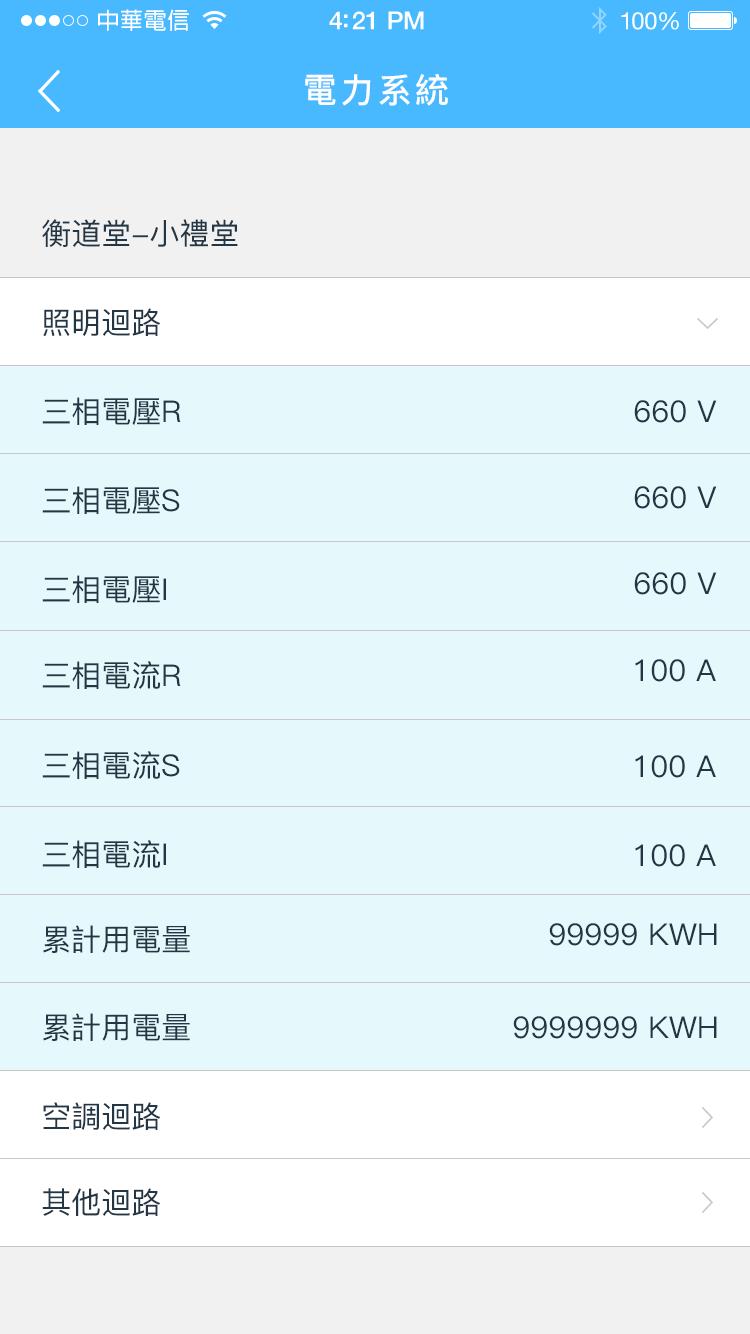 中華電信 4:21 PM 100%
電力系統
衡道堂–小禮堂
照明迴路
三相電壓R 660 V
三相電壓S 660 V
三相電壓I 660 V
三相電流R 100 A
三相電流S 100 A
三相電流I 100 A
累計用電量 99999 KWH
累計用電量 9999999 KWH
空調迴路
其他迴路